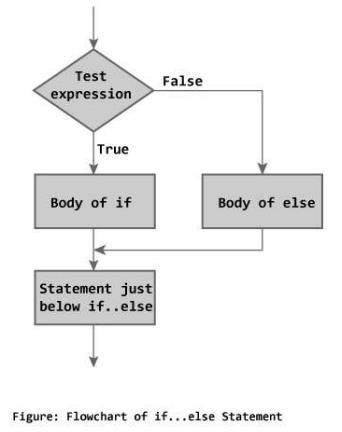 Test
expression
False
True
Body of if
Body of else
Statement just
below if..else
Figure: Flowchart of if...else Statement